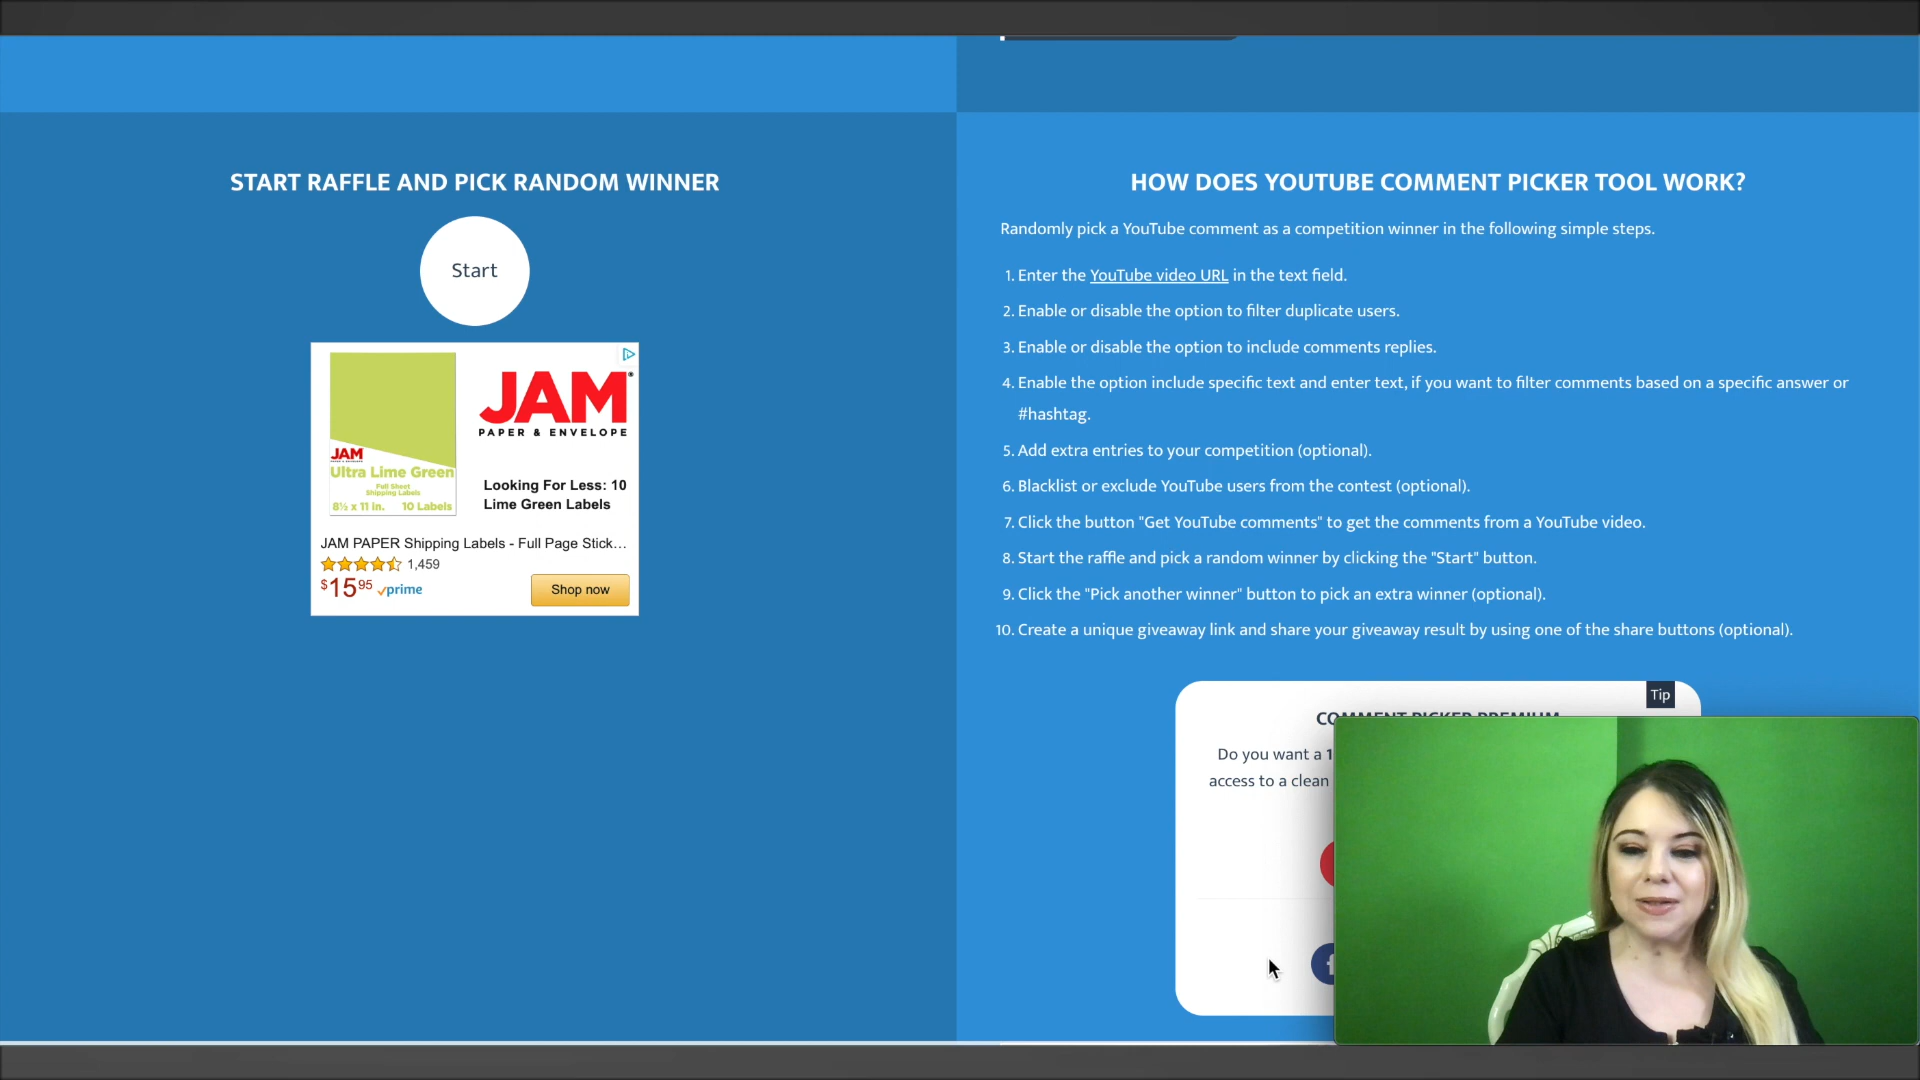 START RAFFLE AND PICK RANDOM WINNER
Start
JAM
PAPER & ENVELOPE
JAM
Ultra Lime Green
Full Sheet
Shipping Labels
8½ x 11 in. 10 Labels
Looking For Less: 10
Lime Green Labels
JAM PAPER Shipping Labels - Full Page Stick...
1,459
$15 95 prime
Shop now
HOW DOES YOUTUBE COMMENT PICKER TOOL WORK?
Randomly pick a YouTube comment as a competition winner in the following simple steps.
1. Enter the YouTube video URL in the text field.
2. Enable or disable the option to filter duplicate users.
3. Enable or disable the option to include comments replies.
4. Enable the option include specific text and enter text, if you want to filter comments based on a specific answer or
#hashtag.
5. Add extra entries to your competition (optional).
6. Blacklist or exclude YouTube users from the contest (optional).
7. Click the button "Get YouTube comments" to get the comments from a YouTube video.
8. Start the raffle and pick a random winner by clicking the "Start" button.
9. Click the "Pick another winner" button to pick an extra winner (optional).
10. Create a unique giveaway link and share your giveaway result by using one of the share buttons (optional).
Tip
COMMENT PICKER PREMIUM
Do you want a 1
access to a clean